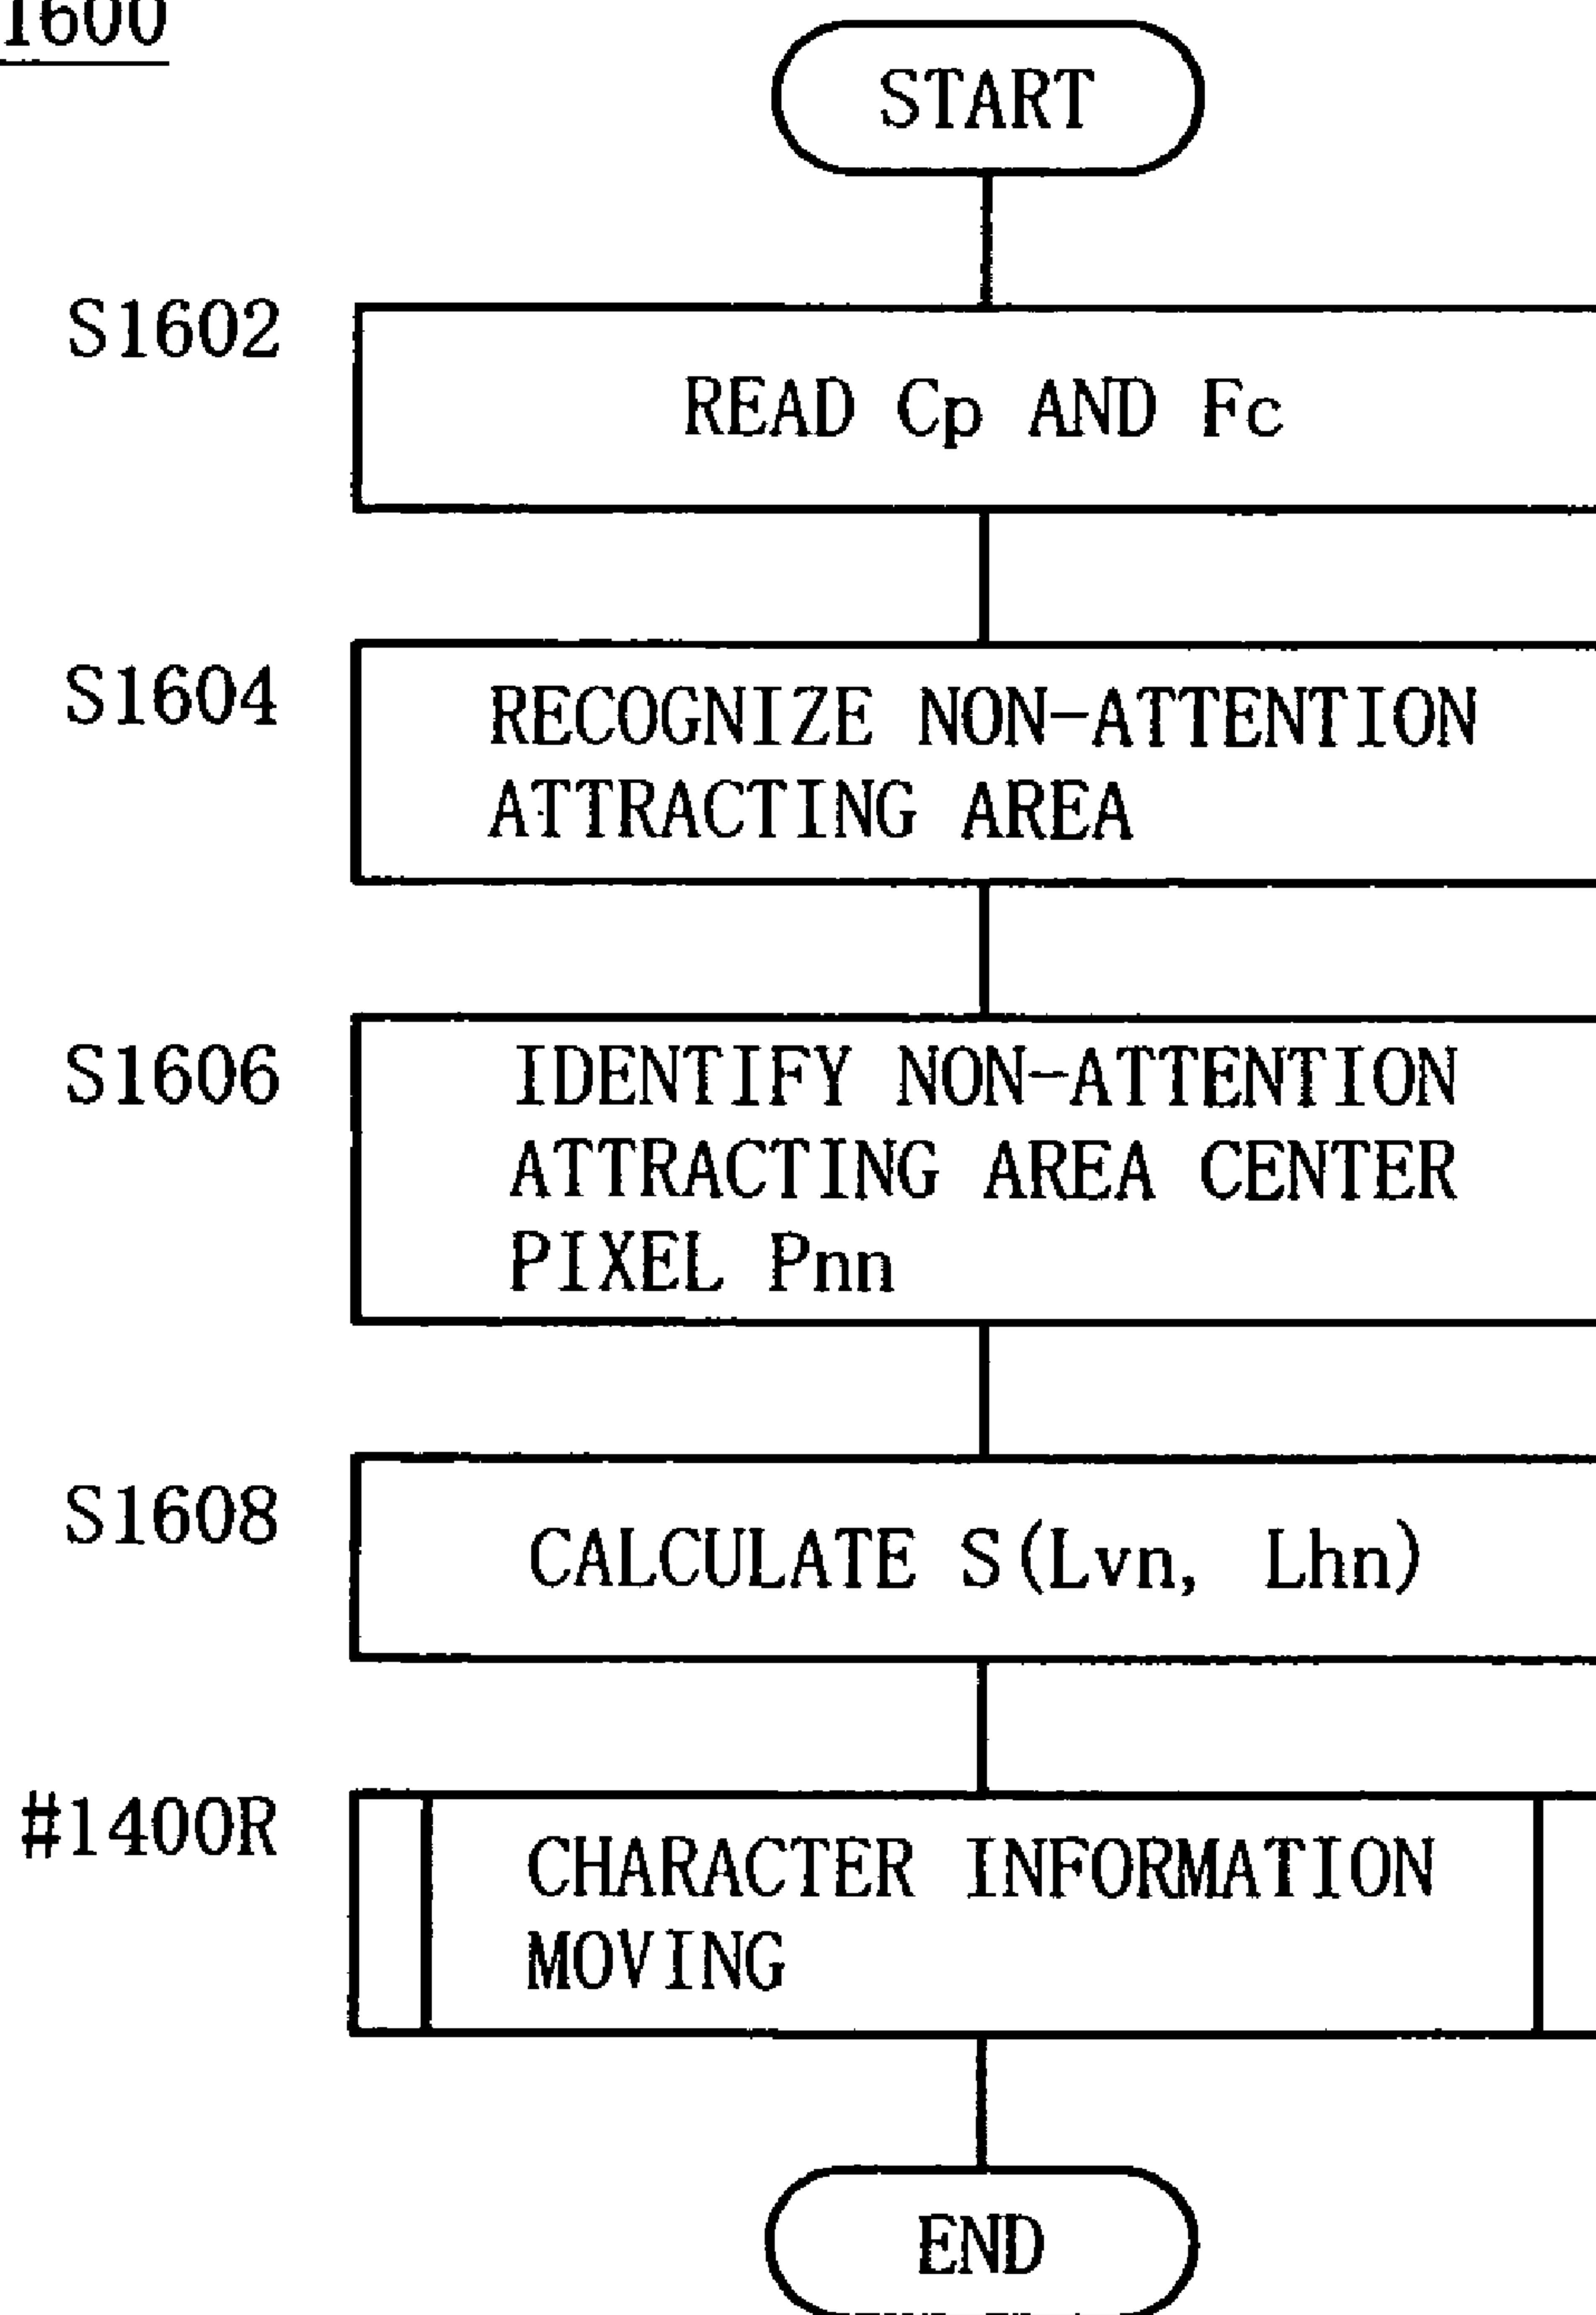 1600
START
S1602
READ Cp AND Fc
S1604
RECOGNIZE NON-ATTENTION
ATTRACTING AREA
S1606
IDENTIFY NON-ATTENTION
ATTRACTING AREA CENTER
PIXEL Pnn
S1608
CALCULATE S(Lvn, Lhn)
#1400R
CHARACTER INFORMATION
MOVING
END